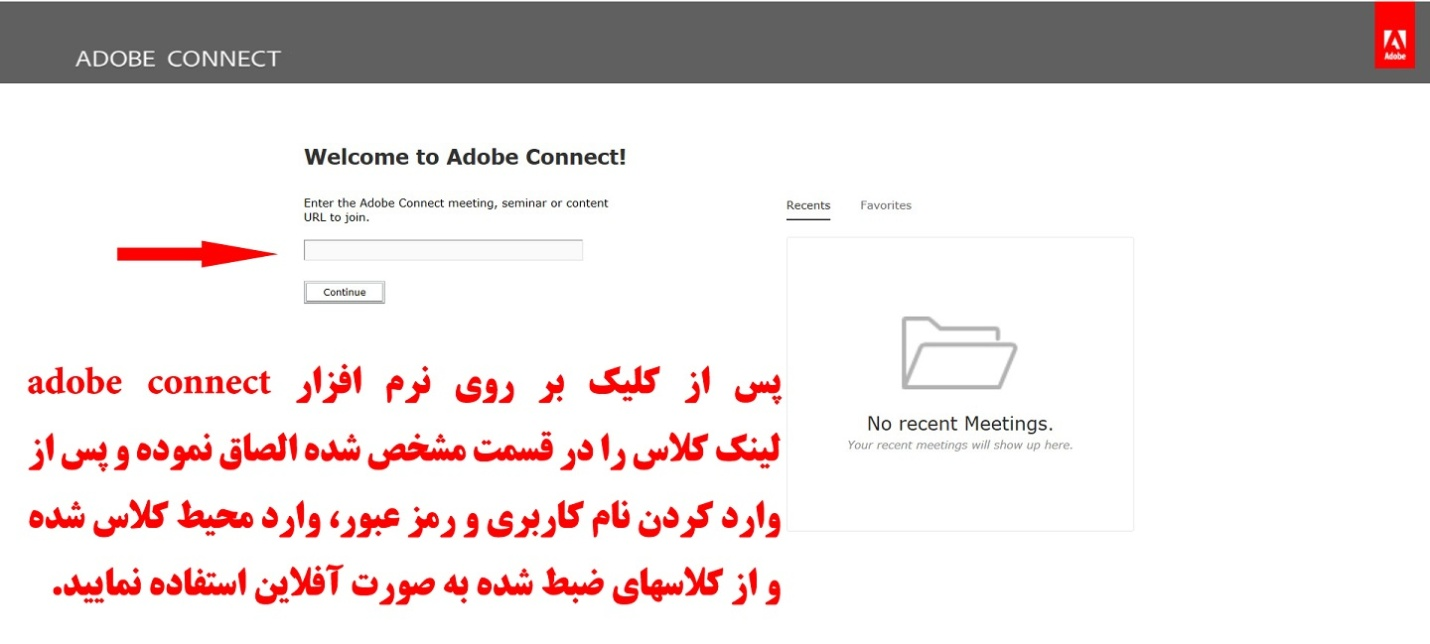 ADOBE CONNECT
Adobe
Welcome to Adobe Connect!
Enter the Adobe Connect meeting, seminar or content
URL to join.
Continue
Recents Favorites
No recent Meetings.
Your recent meetings will show up here.
پس از کلیک بر روی نرم افزار adobe connect
لینک کلاس را در قسمت مشخص شده الصاق نموده و پس از
وارد کردن نام کاربری و رمز عبور، وارد محیط کلاس شده
و از کلاسهای ضبط شده به صورت آفلاین استفاده نمایید.